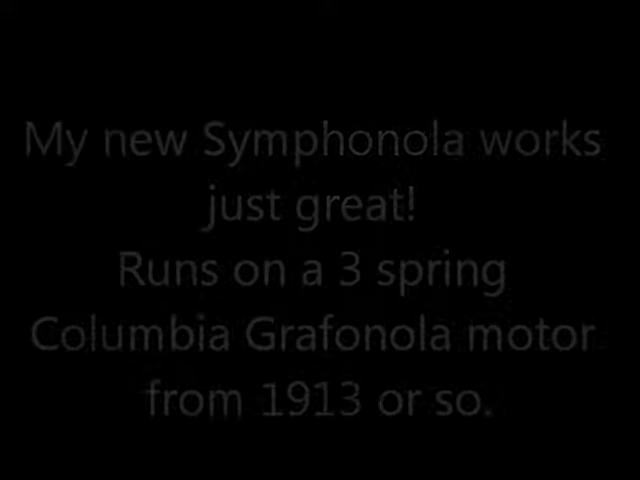 My new Symphonola works
just great!
Runs on a 3 spring
Columbia Grafonola motor
from 1913 or so.